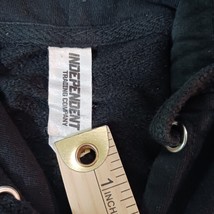 INDEPENDENT
TRADING COMPANY
1
INCH